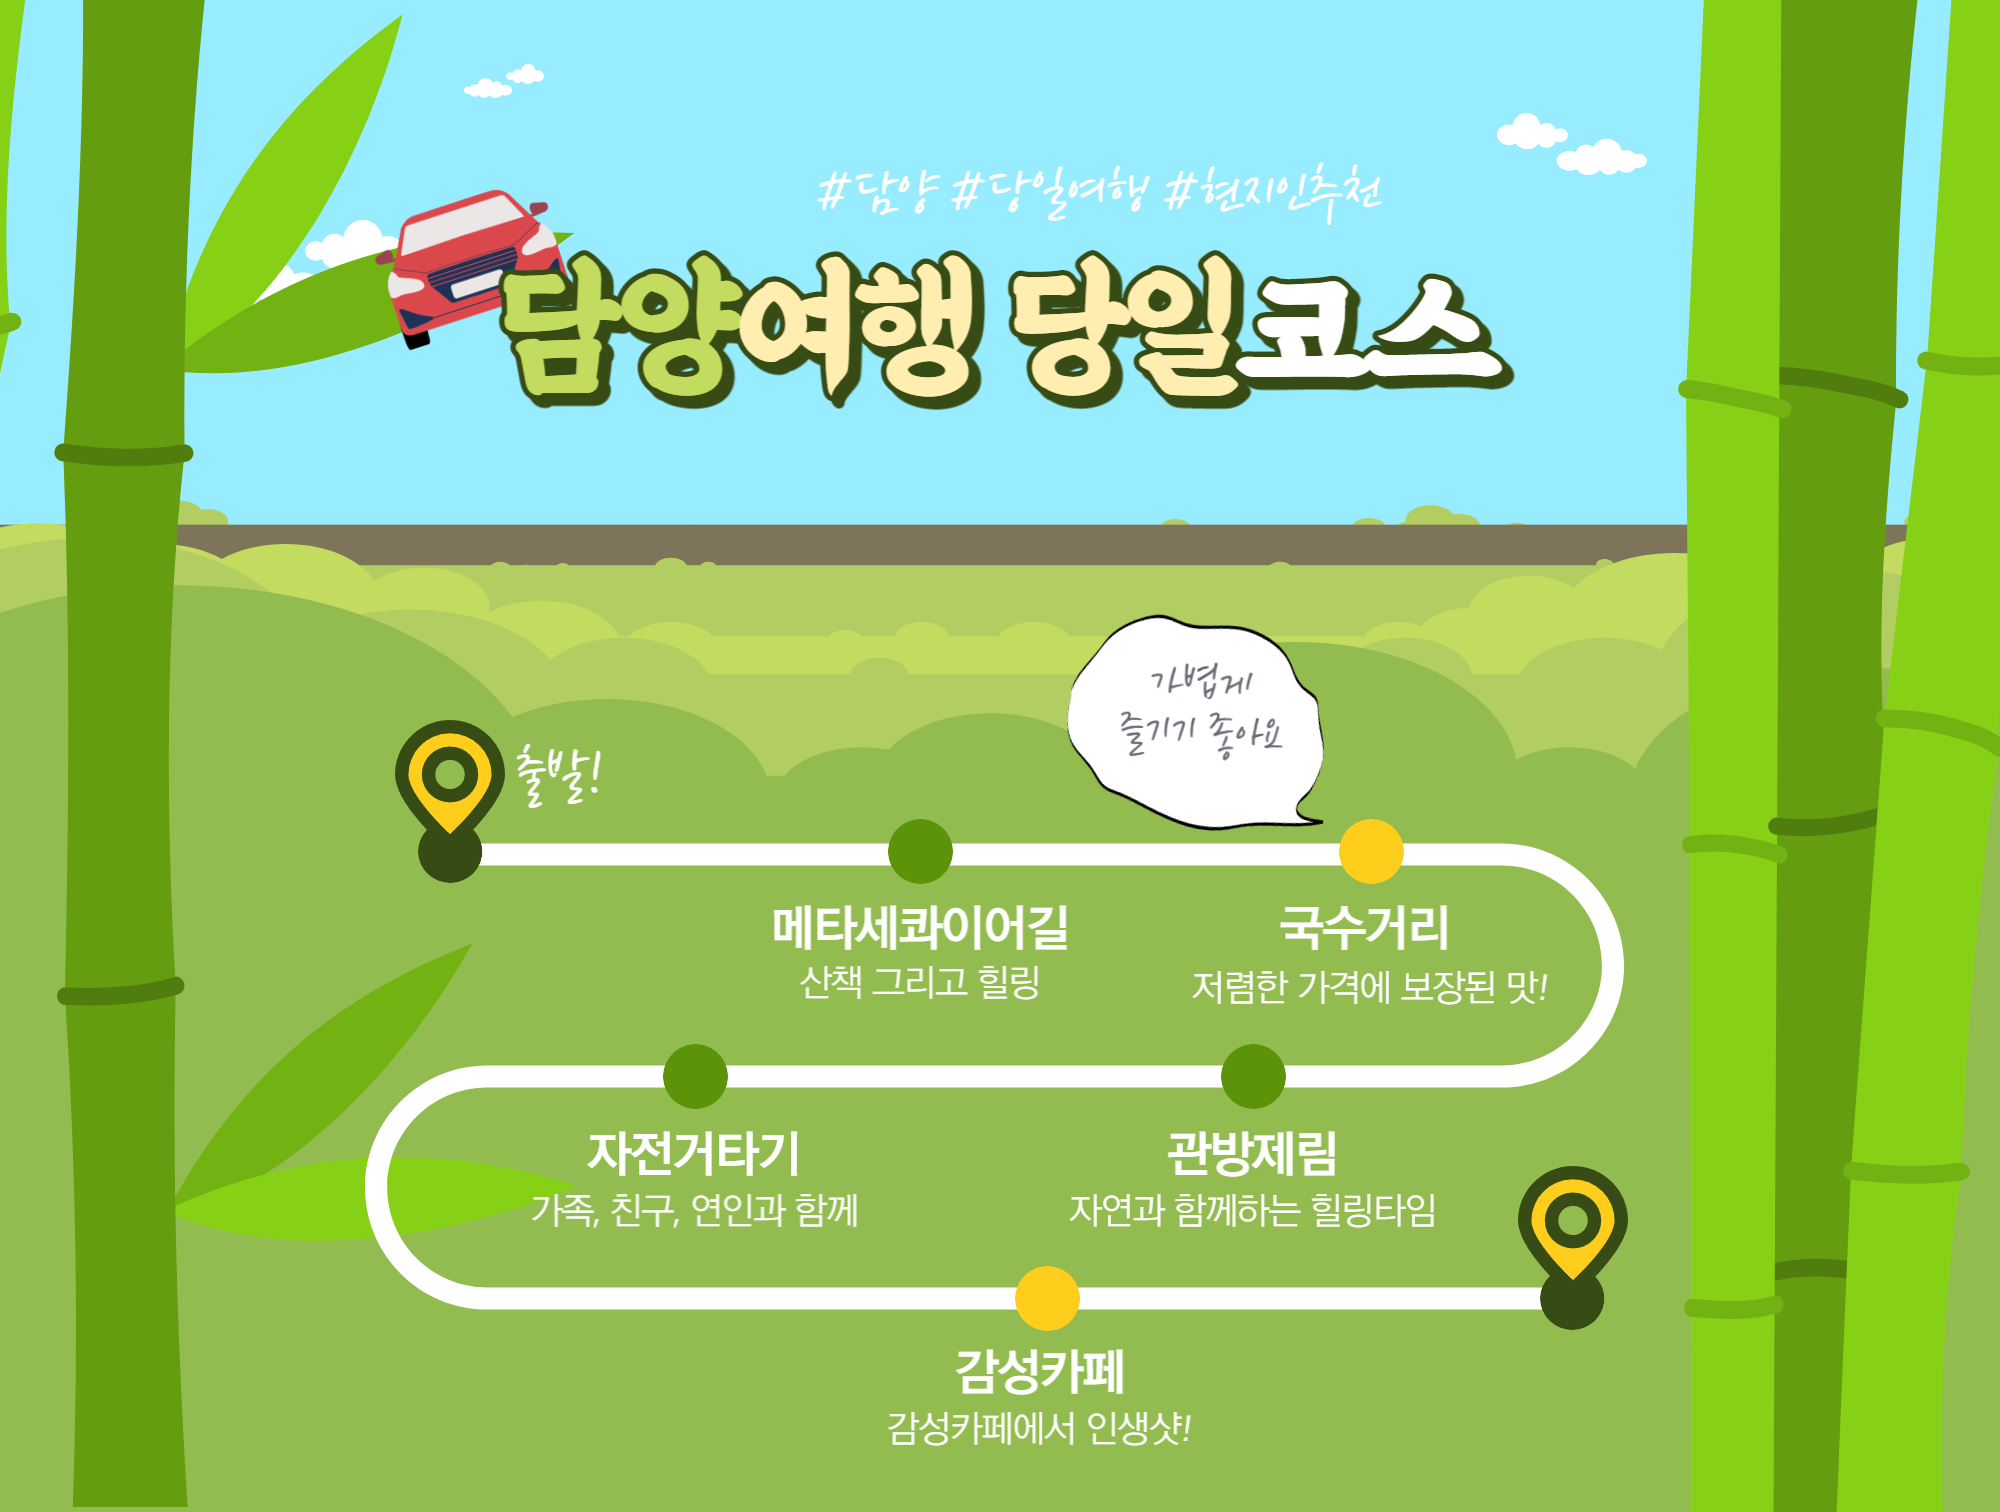 #담양 #당일여행 #현지인추천
담양여행 당일코스
가볍게
즐기기 좋아요
출발!
메타세콰이어길
산책 그리고 힐링
국수거리
저렴한 가격에 보장된 맛!
자전거타기
가족, 친구, 연인과 함께
관방제림
자연과 함께하는 힐링타임
감성카페
감성카페에서 인생샷!